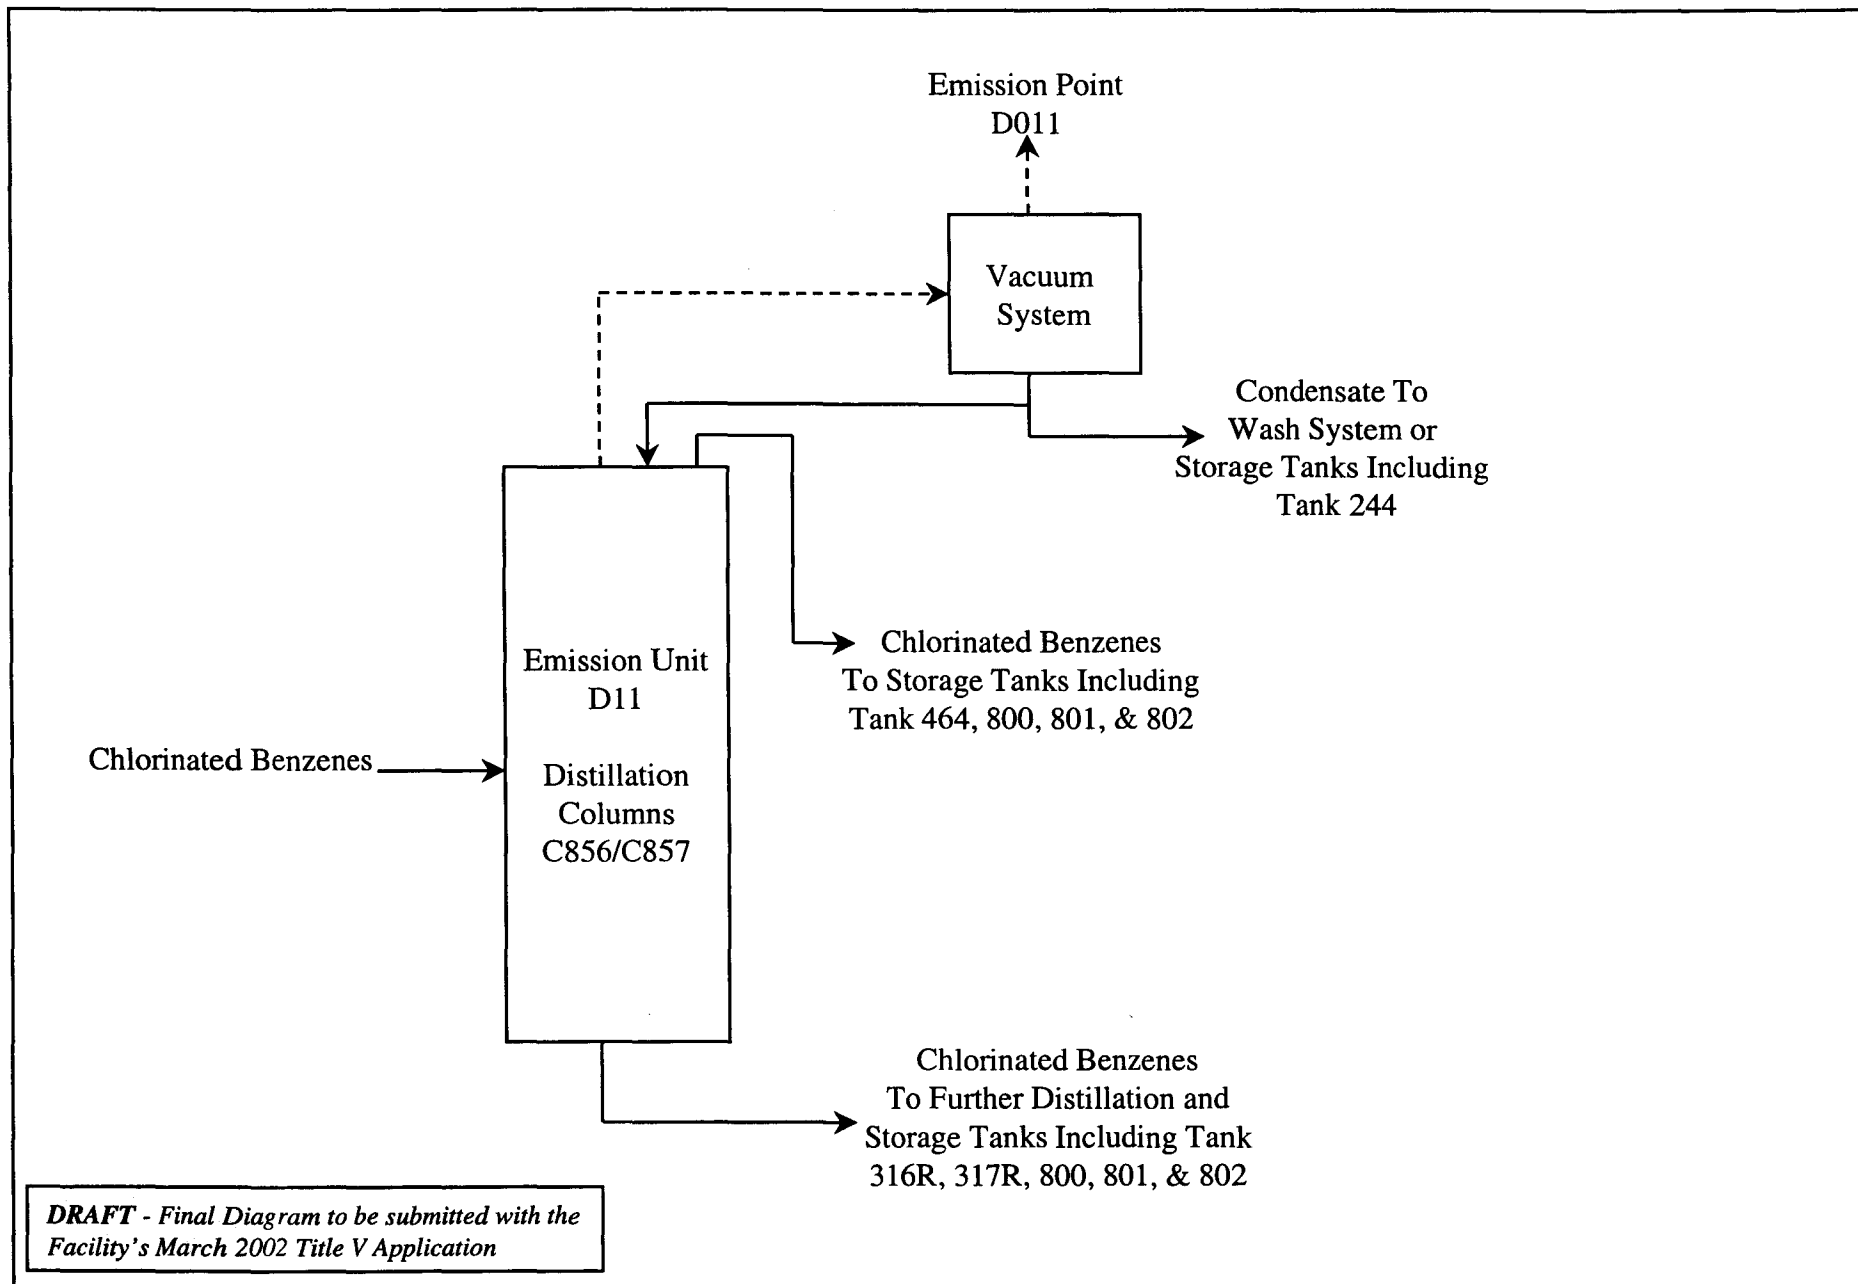 Emission Point
D011
Vacuum
System
Condensate To
Wash System or
Storage Tanks Including
Tank 244
Chlorinated Benzenes
To Storage Tanks Including
Tank 464, 800, 801, & 802
Emission Unit
D11
Distillation
Columns
C856/C857
Chlorinated Benzenes
Chlorinated Benzenes
To Further Distillation and
Storage Tanks Including Tank
316R, 317R, 800, 801, & 802
DRAFT - Final Diagram to be submitted with the
Facility's March 2002 Title V Application